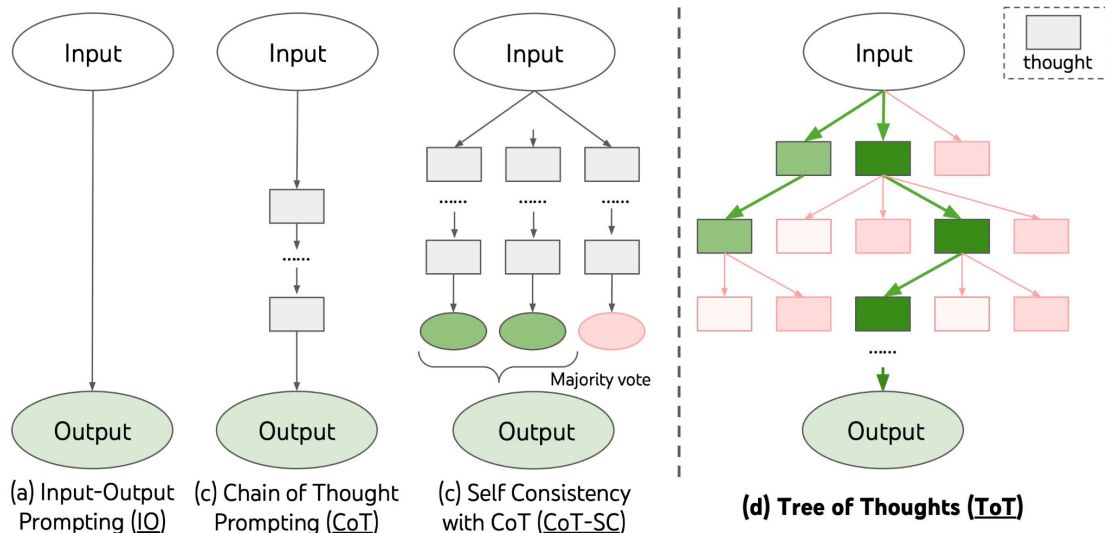 Input
Input
Input
Input
thought
......
......
......
......
......
Majority vote
Output
Output
Output
Output
(a) Input-Output
Prompting (IO)
(c) Chain of Thought
Prompting (CoT)
(c) Self Consistency
with CoT (CoT-SC)
(d) Tree of Thoughts (ToT)